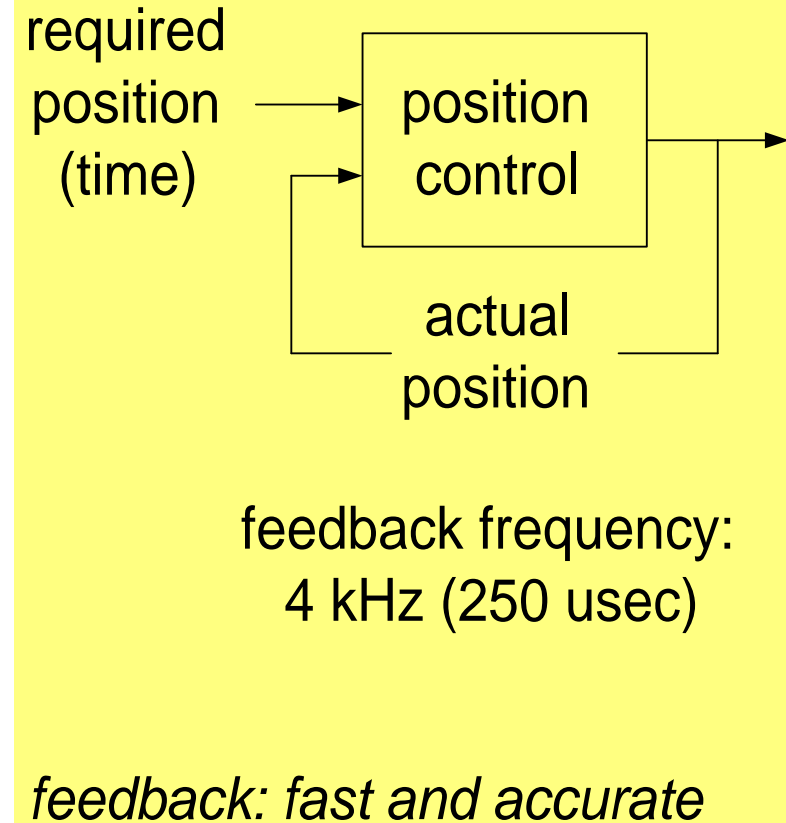 required
position
(time)
position
control
actual
position
feedback frequency:
4 kHz (250 usec)
feedback: fast and accurate